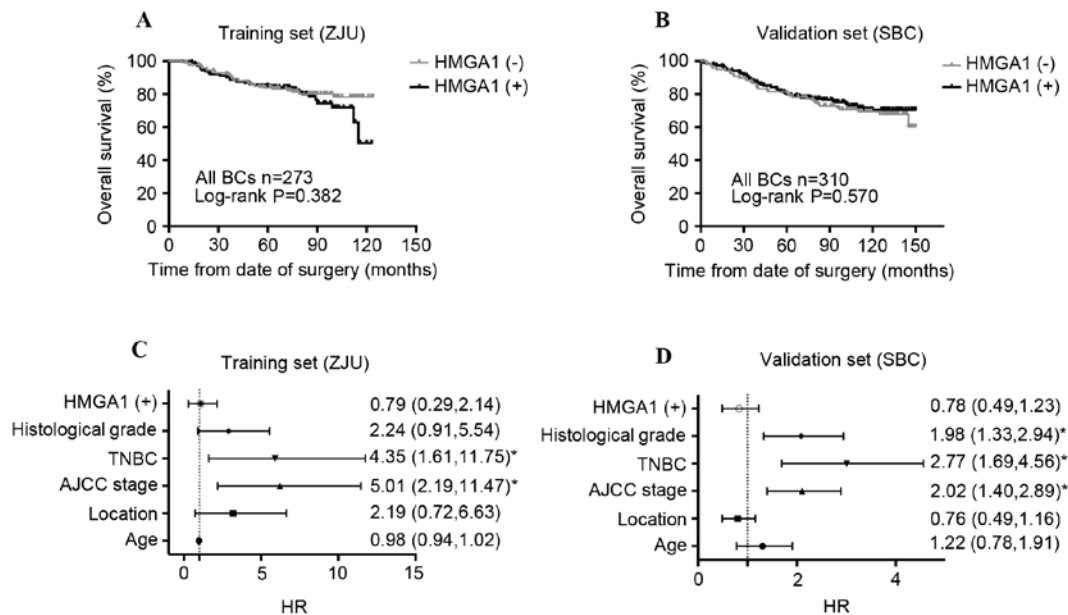 A
Training set (ZJU)
Overall survival (%)
100
80
60
40
20
0
HMGA1 (-)
HMGA1 (+)
All BCs n=273
Log-rank P=0.382
0 30 60 90 120 150
Time from date of surgery (months)
B
Validation set (SBC)
Overall survival (%)
100
80
60
40
20
0
HMGA1 (-)
HMGA1 (+)
All BCs n=310
Log-rank P=0.570
0 30 60 90 120 150
Time from date of surgery (months)
C
Training set (ZJU)
HMGA1 (+) 0.79 (0.29,2.14)
Histological grade 2.24 (0.91,5.54)
TNBC 4.35 (1.61,11.75)*
AJCC stage 5.01 (2.19,11.47)*
Location 2.19 (0.72,6.63)
Age 0.98 (0.94,1.02)
0 5 10 15
HR
D
Validation set (SBC)
HMGA1 (+) 0.78 (0.49,1.23)
Histological grade 1.98 (1.33,2.94)*
TNBC 2.77 (1.69,4.56)*
AJCC stage 2.02 (1.40,2.89)*
Location 0.76 (0.49,1.16)
Age 1.22 (0.78,1.91)
0 2 4
HR